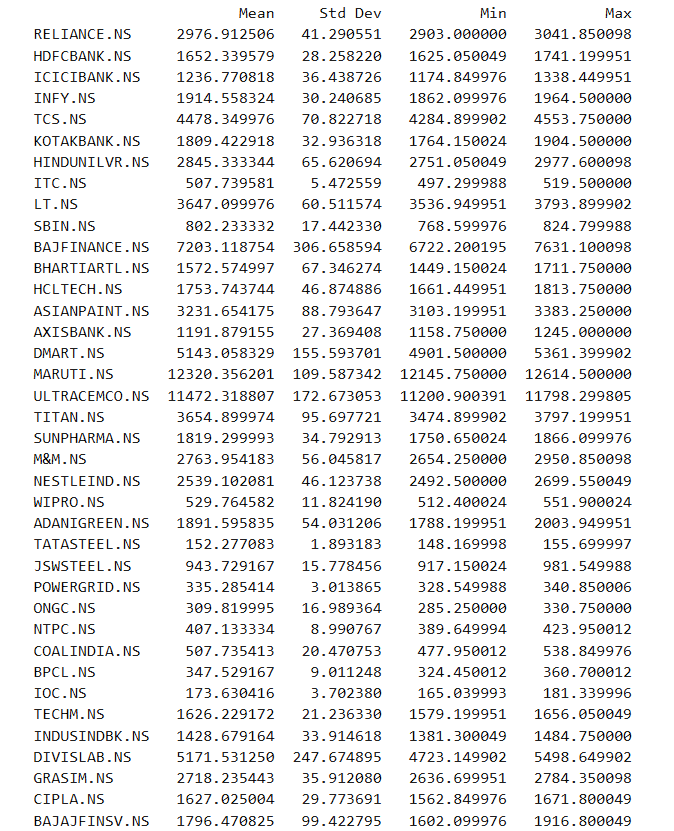 Mean Std Dev Min Max
RELIANCE.NS 2976.912506 41.290551 2903.000000 3041.850098
HDFCBANK.NS 1652.339579 28.258220 1625.050049 1741.199951
ICICIBANK.NS 1236.770818 36.438726 1174.849976 1338.449951
INFY.NS 1914.558324 30.240685 1862.099976 1964.500000
TCS.NS 4478.349976 70.822718 4284.899902 4553.750000
KOTAKBANK.NS 1809.422918 32.936318 1764.150024 1904.500000
HINDUNILVR.NS 2845.333344 65.620694 2751.050049 2977.600098
ITC.NS 507.739581 5.472559 497.299988 519.500000
LT.NS 3647.099976 60.511574 3536.949951 3793.899902
SBIN.NS 802.233332 17.442330 768.599976 824.799988
BAJFINANCE.NS 7203.118754 306.658594 6722.200195 7631.100098
BHARTIARTL.NS 1572.574997 67.346274 1449.150024 1711.750000
HCLTECH.NS 1753.743744 46.874886 1661.449951 1813.750000
ASIANPAINT.NS 3231.654175 88.793647 3103.199951 3383.250000
AXISBANK.NS 1191.879155 27.369408 1158.750000 1245.000000
DMART.NS 5143.058329 155.593701 4901.500000 5361.399902
MARUTI.NS 12320.356201 109.587342 12145.750000 12614.500000
ULTRACEMCO.NS 11472.318807 172.673053 11200.900391 11798.299805
TITAN.NS 3654.899974 95.697721 3474.899902 3797.199951
SUNPHARMA.NS 1819.299993 34.792913 1750.650024 1866.099976
M&M.NS 2763.954183 56.045817 2654.250000 2950.850098
NESTLEIND.NS 2539.102081 46.123738 2492.500000 2699.550049
WIPRO.NS 529.764582 11.824190 512.400024 551.900024
ADANIGREEN.NS 1891.595835 54.031206 1788.199951 2003.949951
TATASTEEL.NS 152.277083 1.893183 148.169998 155.699997
JSWSTEEL.NS 943.729167 15.778456 917.150024 981.549988
POWERGRID.NS 335.285414 3.013865 328.549988 340.850006
ONGC.NS 309.819995 16.989364 285.250000 330.750000
NTPC.NS 407.133334 8.990767 389.649994 423.950012
COALINDIA.NS 507.735413 20.470753 477.950012 538.849976
BPCL.NS 347.529167 9.011248 324.450012 360.700012
IOC.NS 173.630416 3.702380 165.039993 181.339996
TECHM.NS 1626.229172 21.236330 1579.199951 1656.050049
INDUSINDBK.NS 1428.679164 33.914618 1381.300049 1484.750000
DIVISLAB.NS 5171.531250 247.674895 4723.149902 5498.649902
GRASIM.NS 2718.235443 35.912080 2636.699951 2784.350098
CIPLA.NS 1627.025004 29.773691 1562.849976 1671.800049
BAJAJFINSV.NS 1796.470825 99.422795 1602.099976 1916.800049